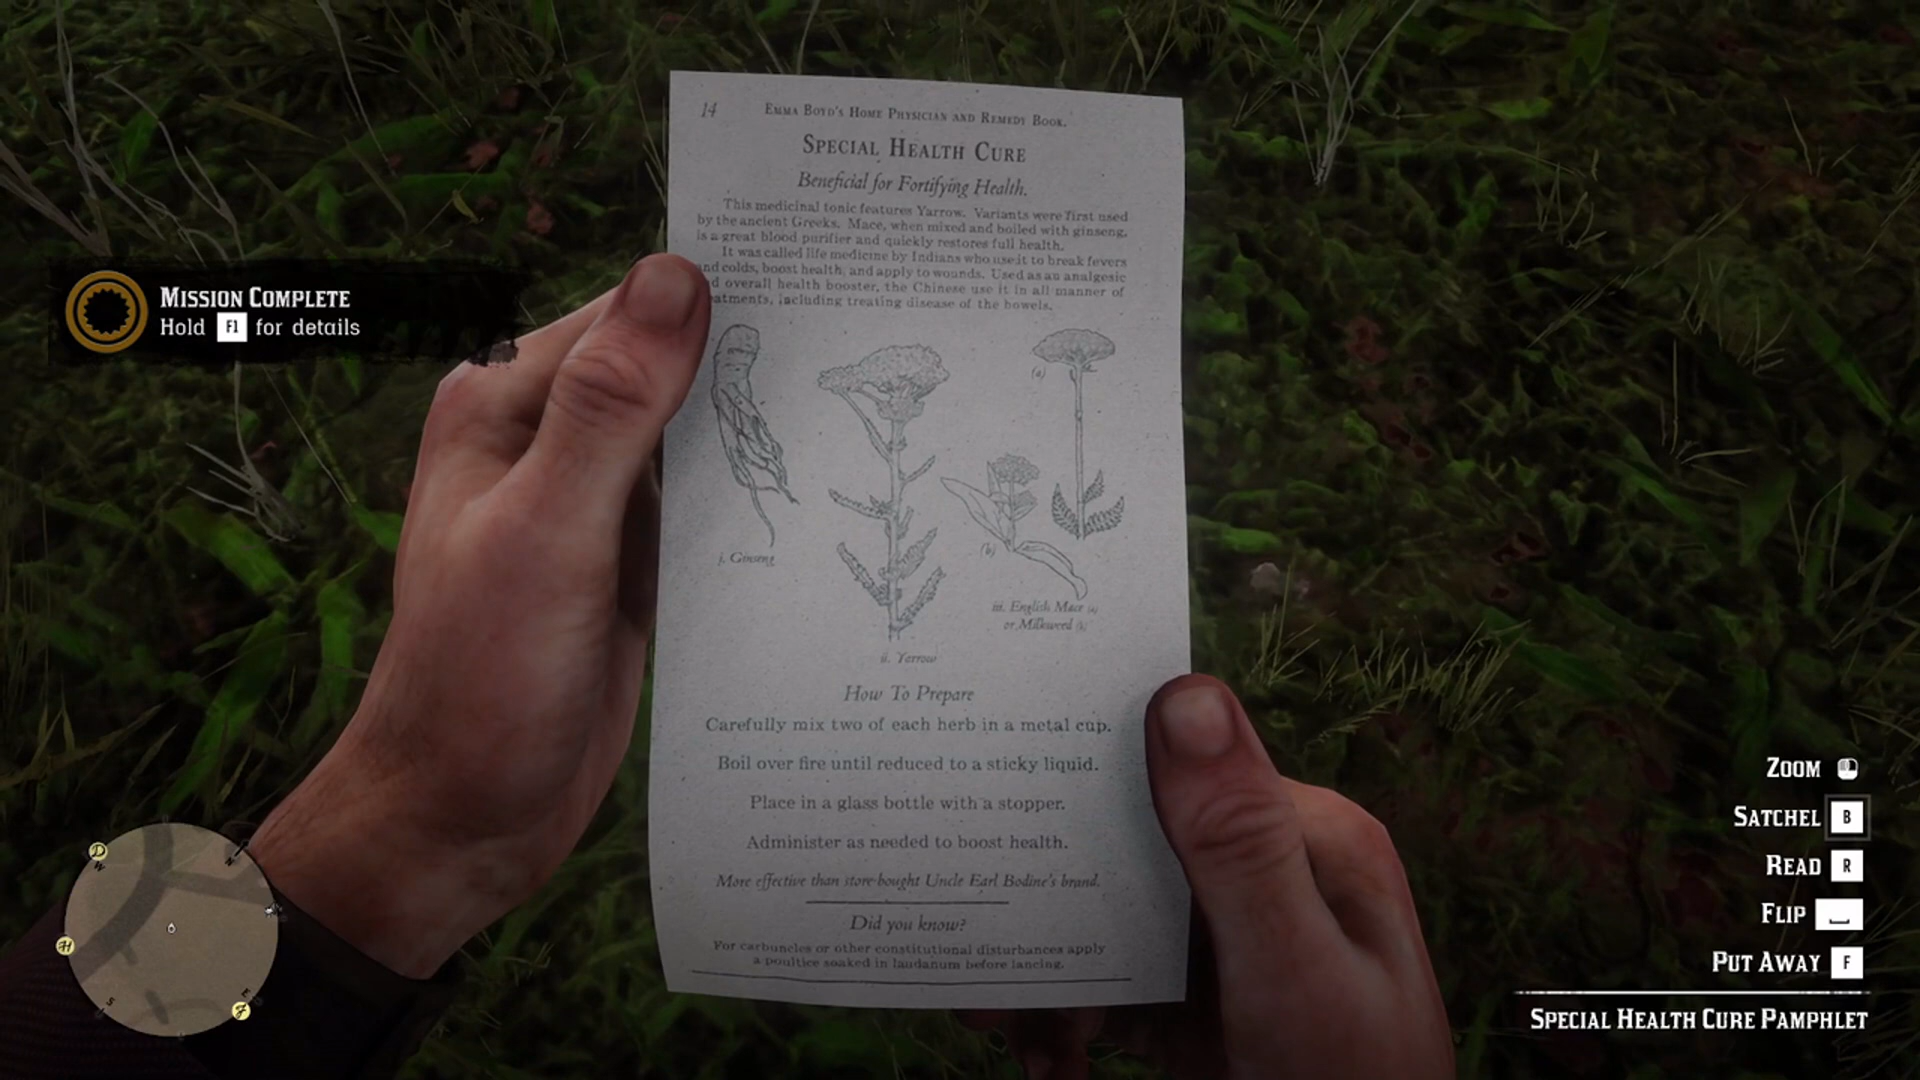 14 Emma Boyd's Home Physician and Remedy Book.
Special Health Cure
Beneficial for Fortifying Health.
This medicinal tonic features Yarrow. Variants were first used
by the ancient Greeks. Mace, when mixed and boiled with ginseng,
is a great blood purifier and quickly restores full health.
It was called life medicine by Indians who use it to break fevers
nd colds, boost health, and apply to wounds. Used as an analgesic
d overall health booster, the Chinese use it in all manner of
eatments, including treating disease of the bowels.
(a)
(b)
i. Ginseng
iii. English Mace (a)
or Milkweed (b)
ii. Yarrow
How To Prepare
Carefully mix two of each herb in a metal cup.
Boil over fire until reduced to a sticky liquid.
Place in a glass bottle with a stopper.
Administer as needed to boost health.
More effective than store-bought Uncle Earl Bodine's brand.
Did you know?
For carbuncles or other constitutional disturbances apply
a poultice soaked in laudanum before lancing.
Mission Complete
Hold F1 for details
D
W
N
H
S
E
Zoom
Satchel B
Read R
Flip
Put Away F
Special Health Cure Pamphlet